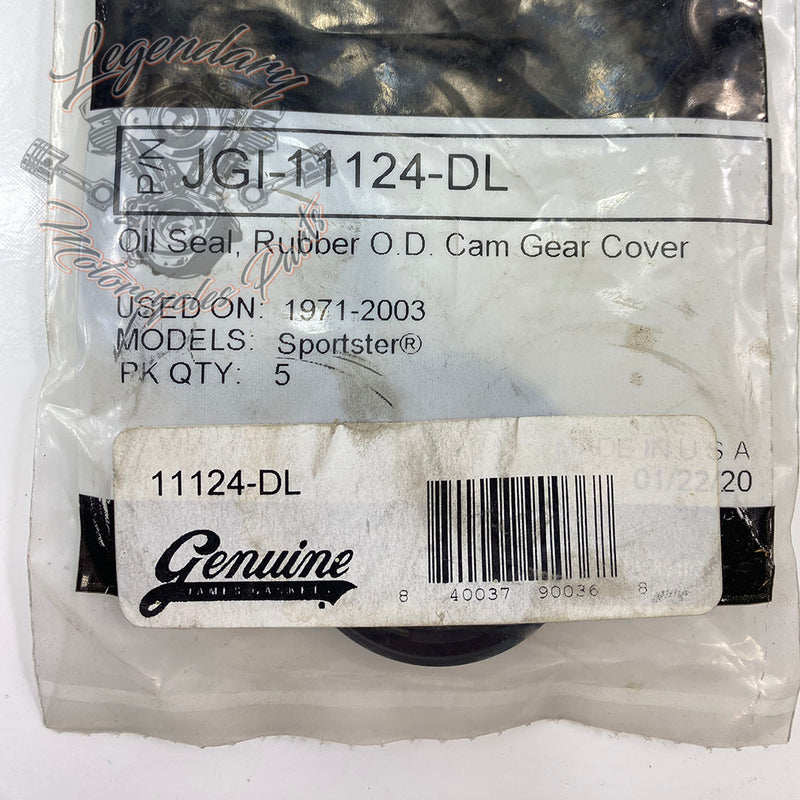 Legendary
Motorcycles Parts
P/N JGI-11124-DL
Oil Seal, Rubber O.D. Cam Gear Cover
USED ON: 1971-2003
MODELS: Sportster®
PK QTY: 5
MADE IN U S A
01/22/20
11124-DL
Genuine
JAMES GASKETS
8 40037 90036 8